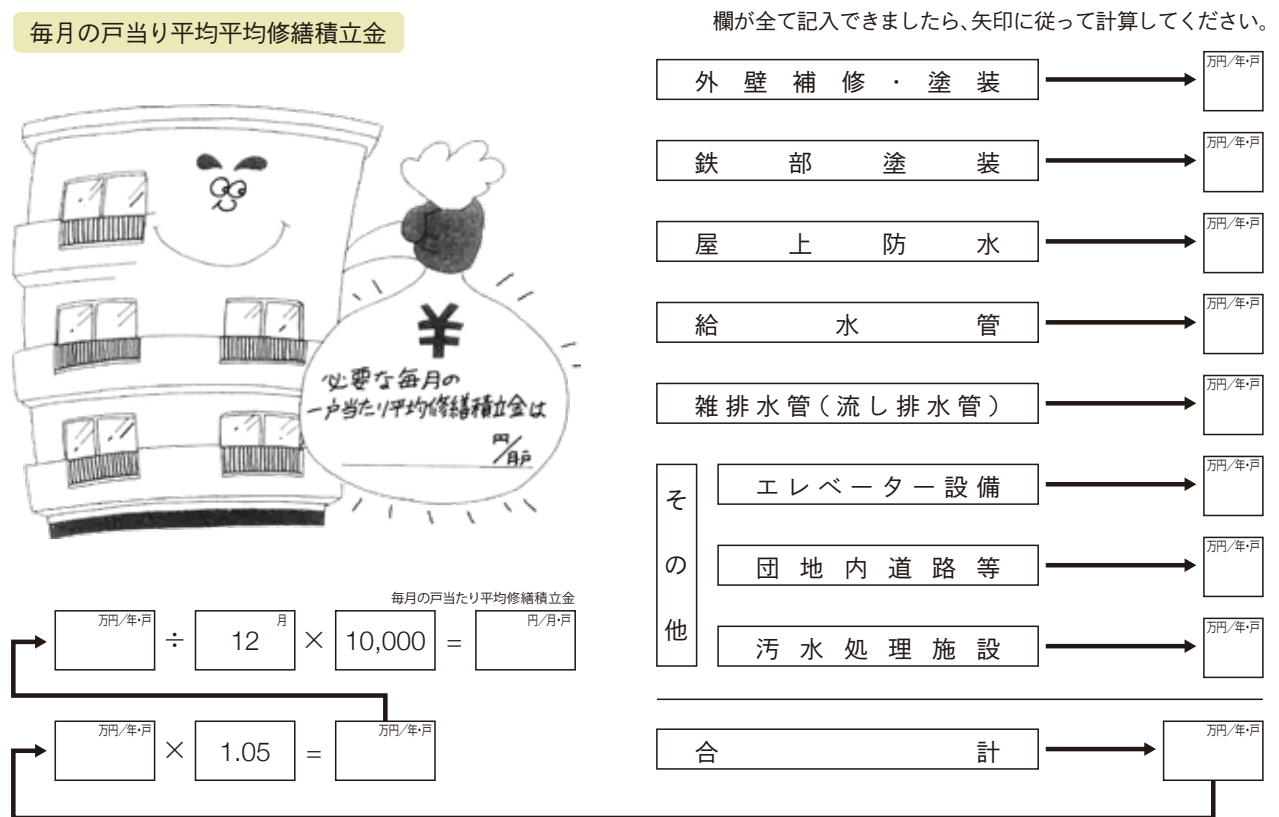 毎月の戸当り平均平均修繕積立金
欄が全て記入できましたら、矢印に従って計算してください。
外壁補修・塗装
万円/年・戸
鉄部塗装
万円/年・戸
屋上防水
万円/年・戸
給水管
万円/年・戸
雑排水管(流し排水管)
万円/年・戸
その他
エレベーター設備
万円/年・戸
団地内道路等
万円/年・戸
汚水処理施設
万円/年・戸
合計
万円/年・戸
¥
必要な毎月の
一戸当たり平均修繕積立金は
円/月戸
毎月の戸当たり平均修繕積立金
万円/年・戸 ÷ 12月 × 10,000 = 円/月・戸
万円/年・戸 × 1.05 = 万円/年・戸